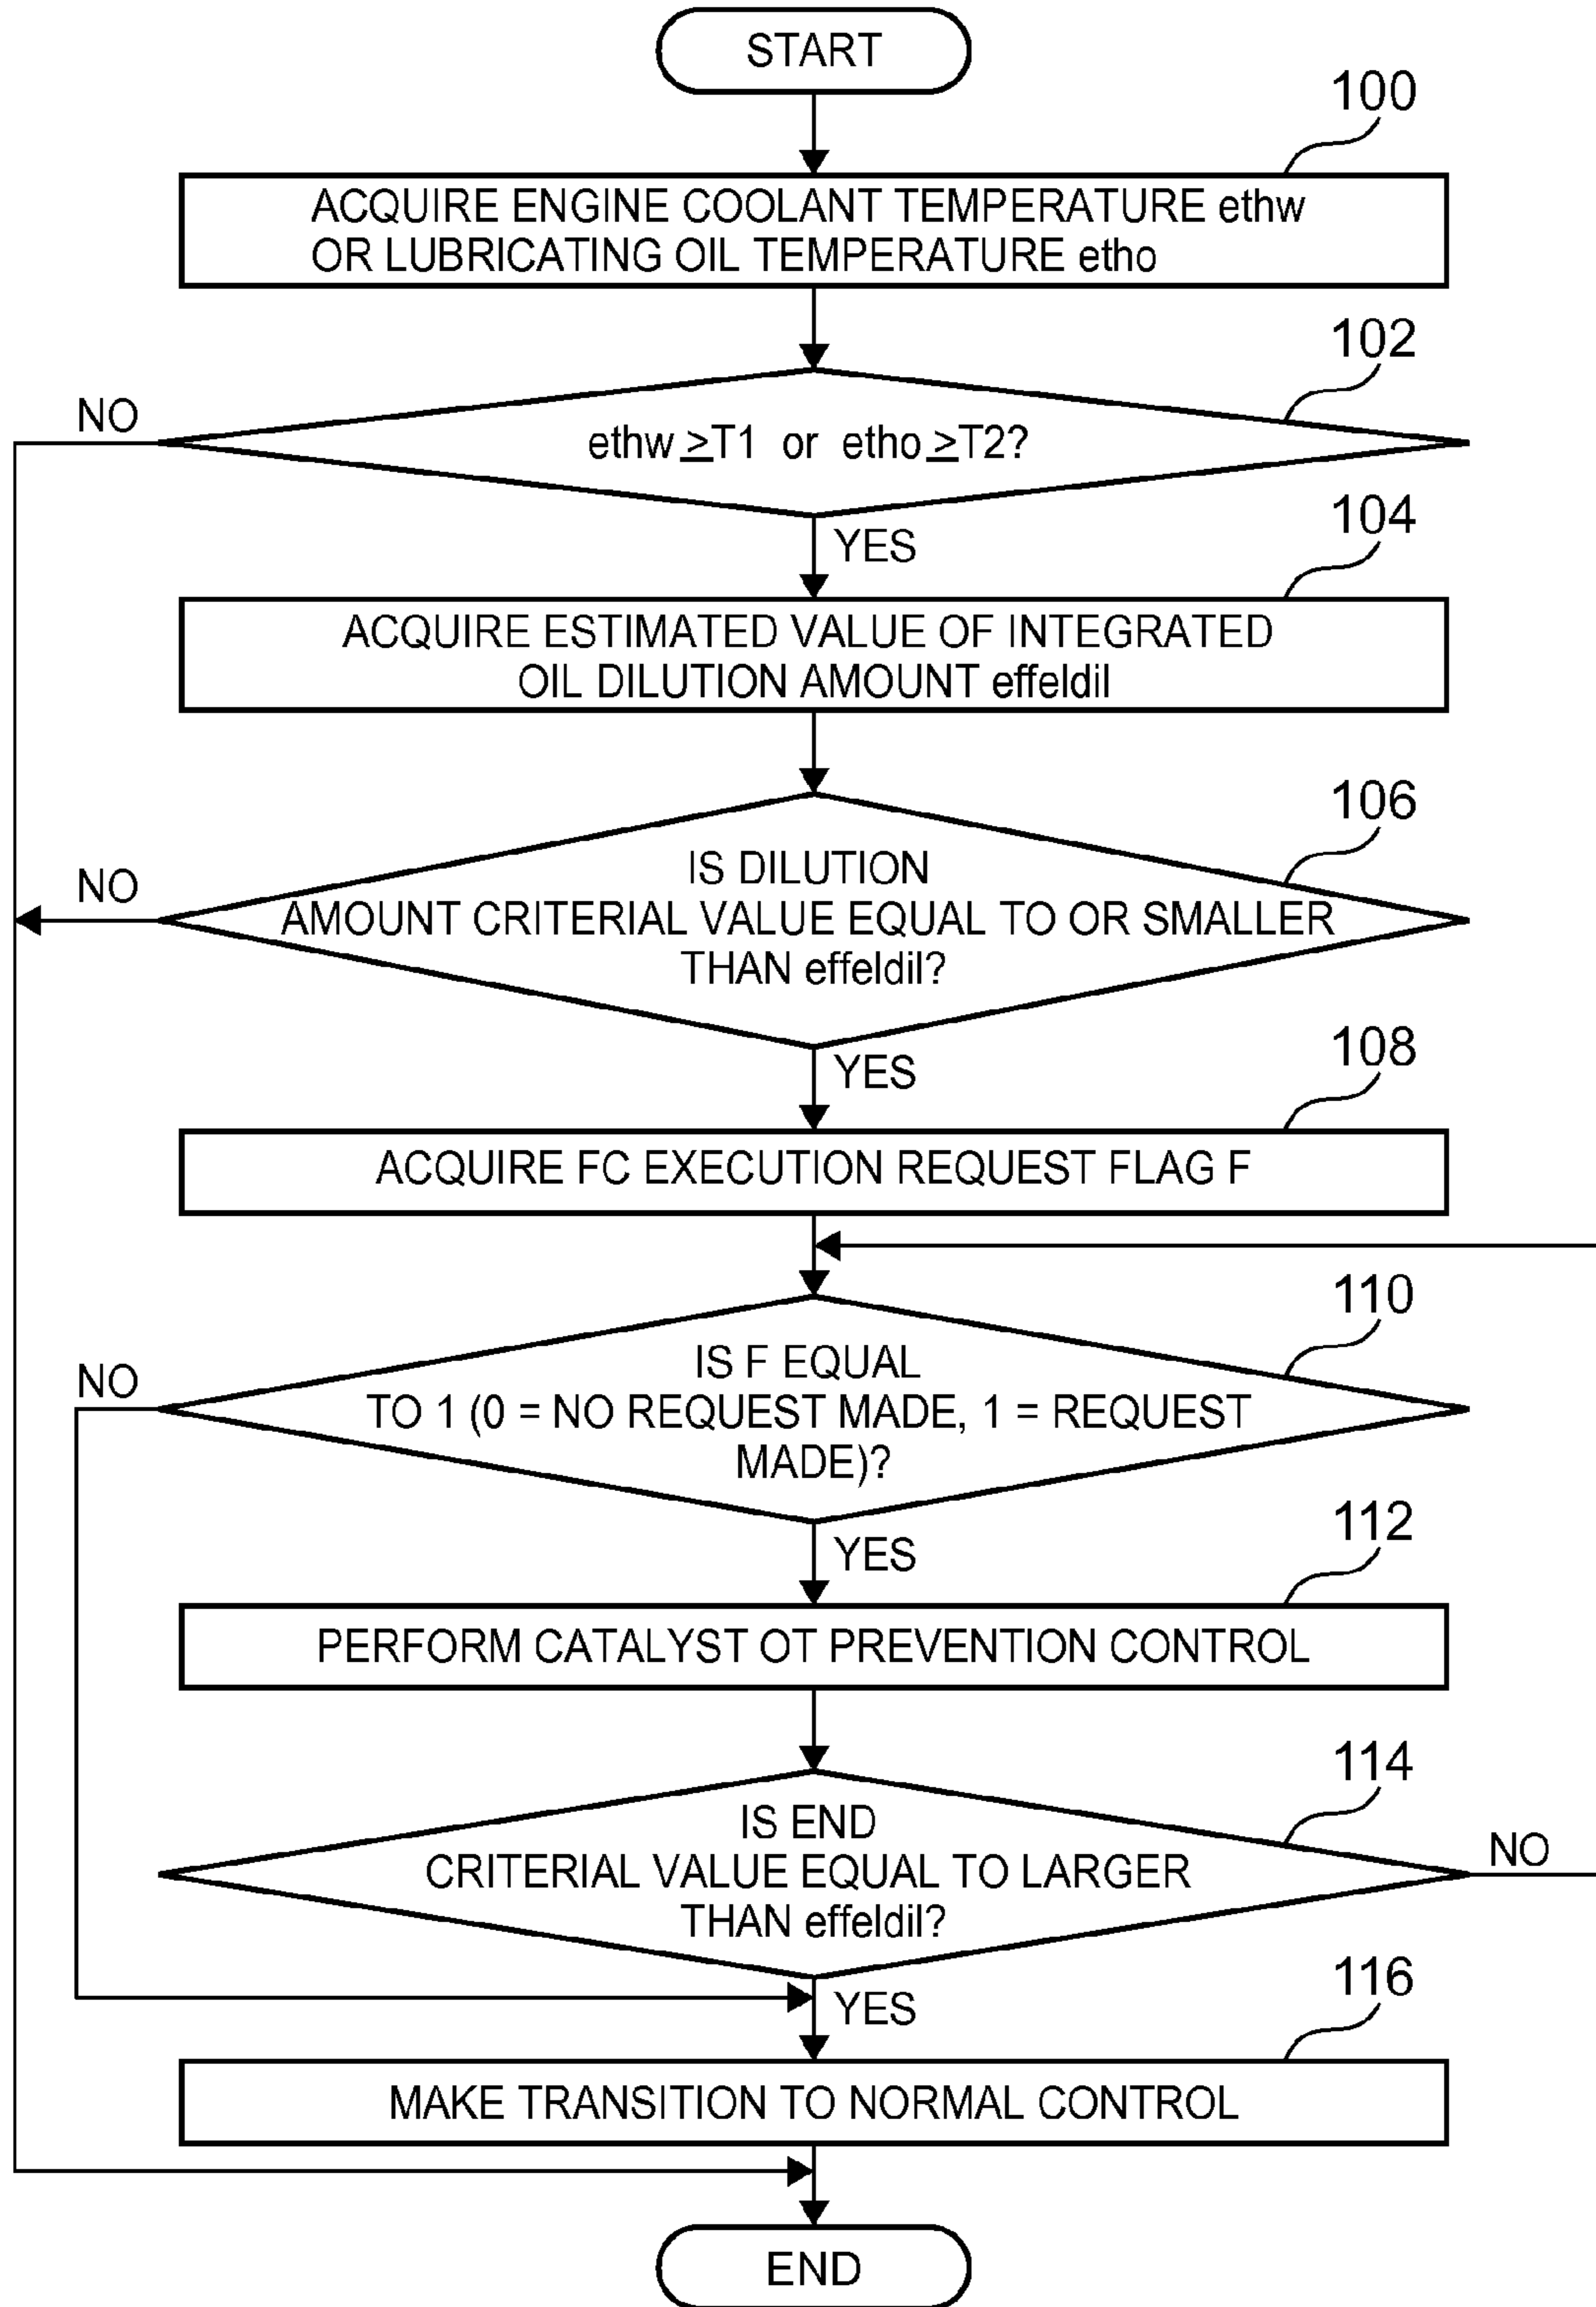 START
100
ACQUIRE ENGINE COOLANT TEMPERATURE ethw
OR LUBRICATING OIL TEMPERATURE etho
102
NO
ethw ≥T1 or etho ≥T2?
YES
104
ACQUIRE ESTIMATED VALUE OF INTEGRATED
OIL DILUTION AMOUNT effeldil
106
NO
IS DILUTION
AMOUNT CRITERIAL VALUE EQUAL TO OR SMALLER
THAN effeldil?
YES
108
ACQUIRE FC EXECUTION REQUEST FLAG F
110
NO
IS F EQUAL
TO 1 (0 = NO REQUEST MADE, 1 = REQUEST
MADE)?
YES
112
PERFORM CATALYST OT PREVENTION CONTROL
114
IS END
CRITERIAL VALUE EQUAL TO LARGER
THAN effeldil?
NO
YES
116
MAKE TRANSITION TO NORMAL CONTROL
END